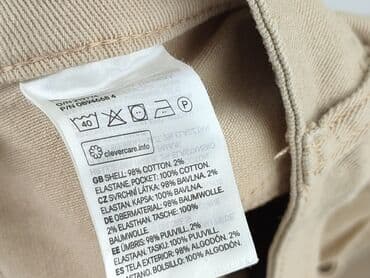 P/N 0894668 4
40 P
clevercare.info
GB SHELL: 98% COTTON. 2%
ELASTANE. POCKET: 100% COTTON.
CZ SVRCHNÍ LÁTKA: 98% BAVLNA. 2%
ELASTAN. KAPSA: 100% BAVLNA
DE OBERMATERIAL: 98% BAUMWOLLE.
2% ELASTHAN. TASCHE: 100%
BAUMWOLLE.
EE ÜMBRIS: 98% PUUVILL. 2%
ELASTAAN. TASKU: 100% PUUVILL
ES TELA EXTERIOR: 98% ALGODÓN. 2%
ELASTANO. BOLSILLO: 100%